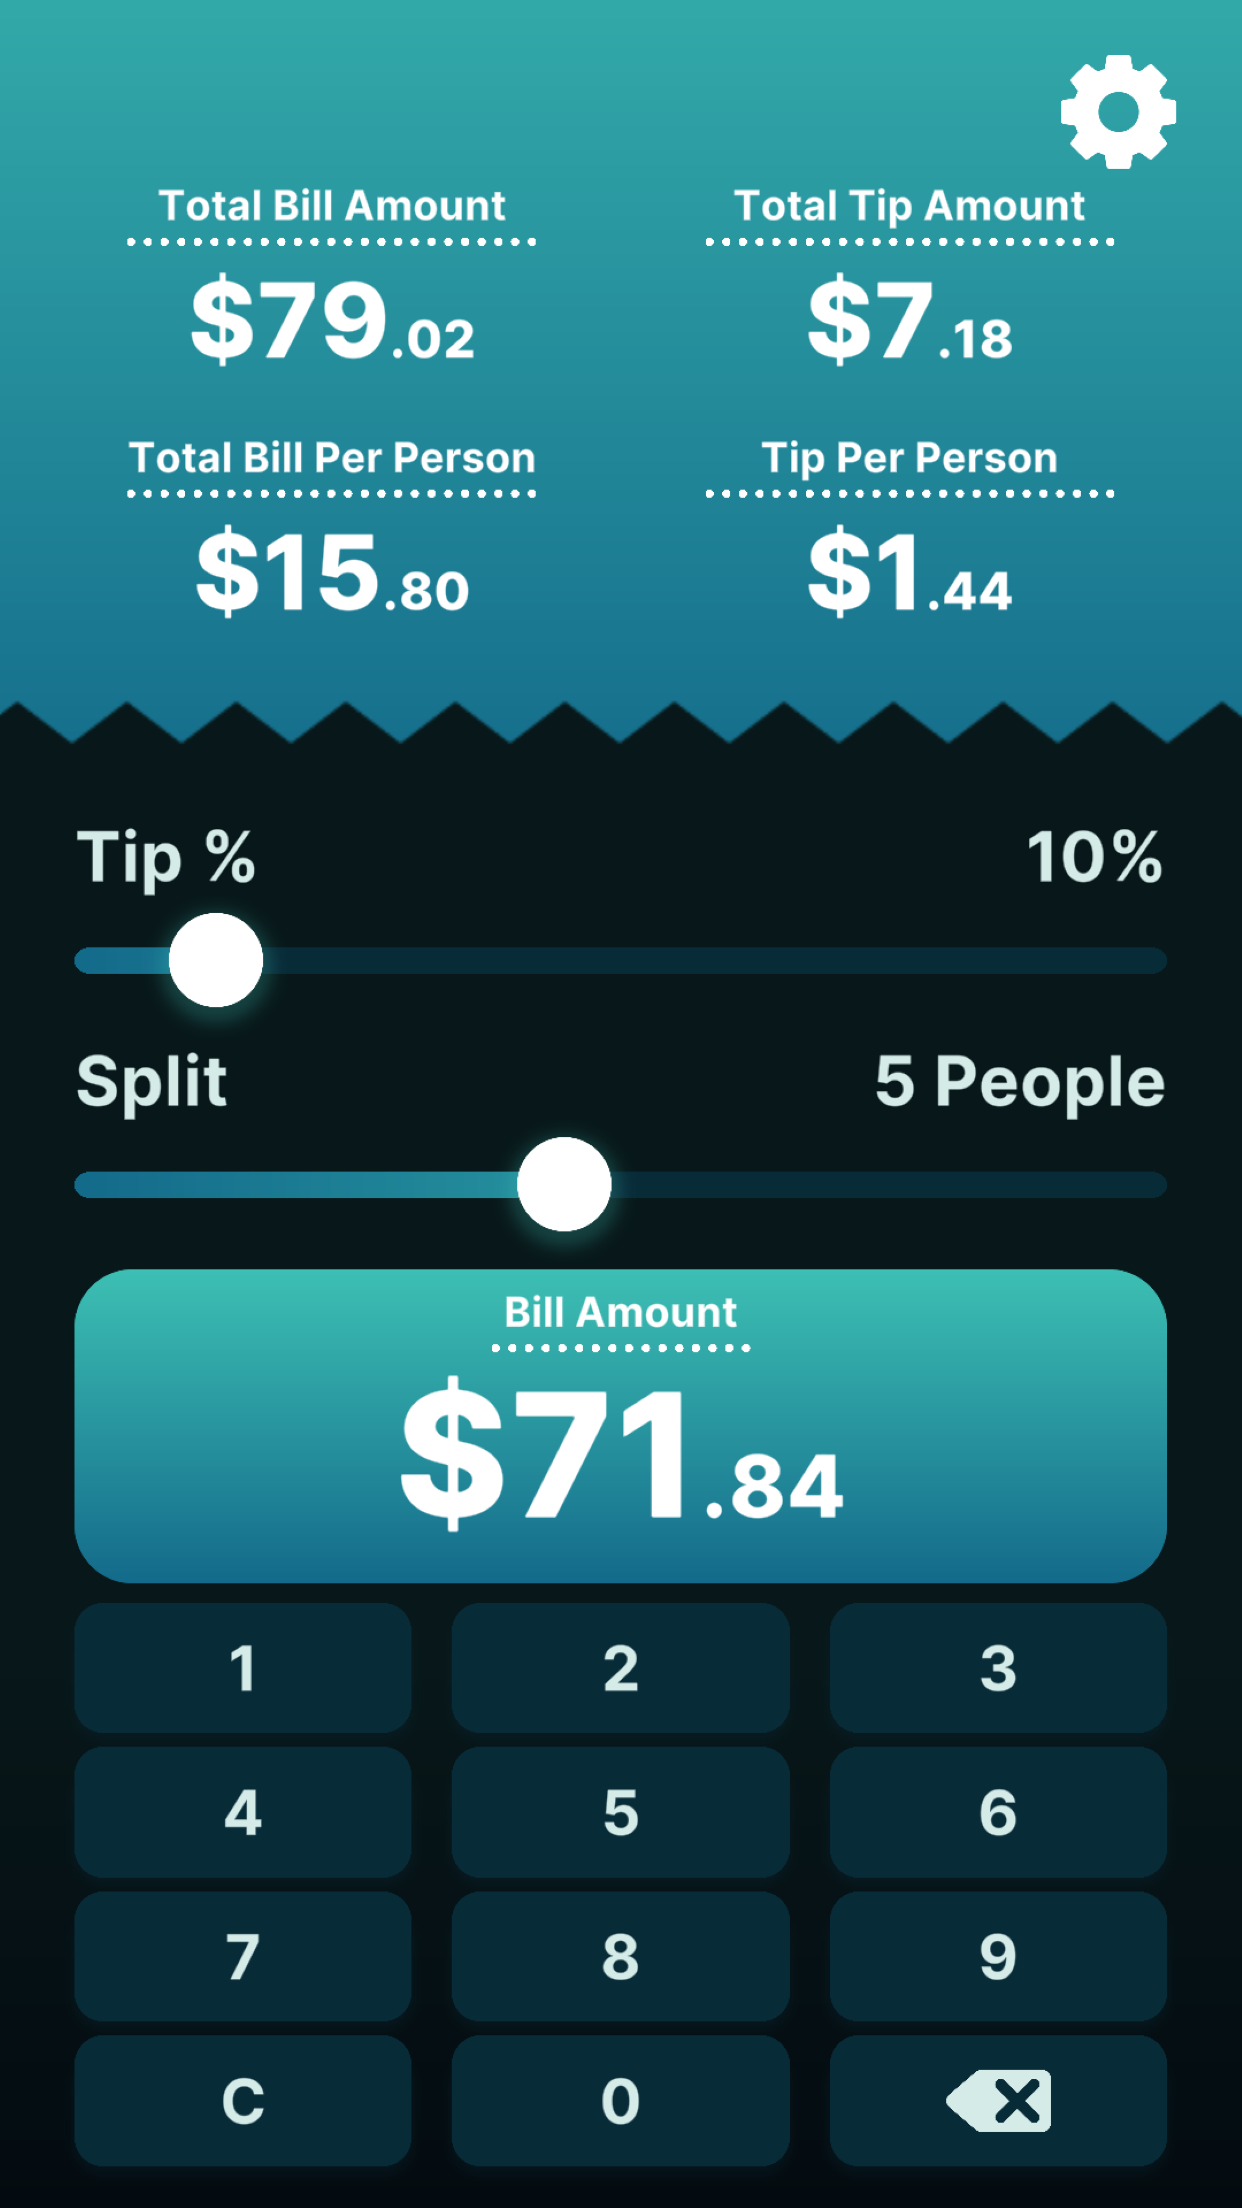 Total Bill Amount
$79.02
Total Tip Amount
$7.18
Total Bill Per Person
$15.80
Tip Per Person
$1.44
Tip % 10%
Split 5 People
Bill Amount
$71.84
1 2 3
4 5 6
7 8 9
C 0